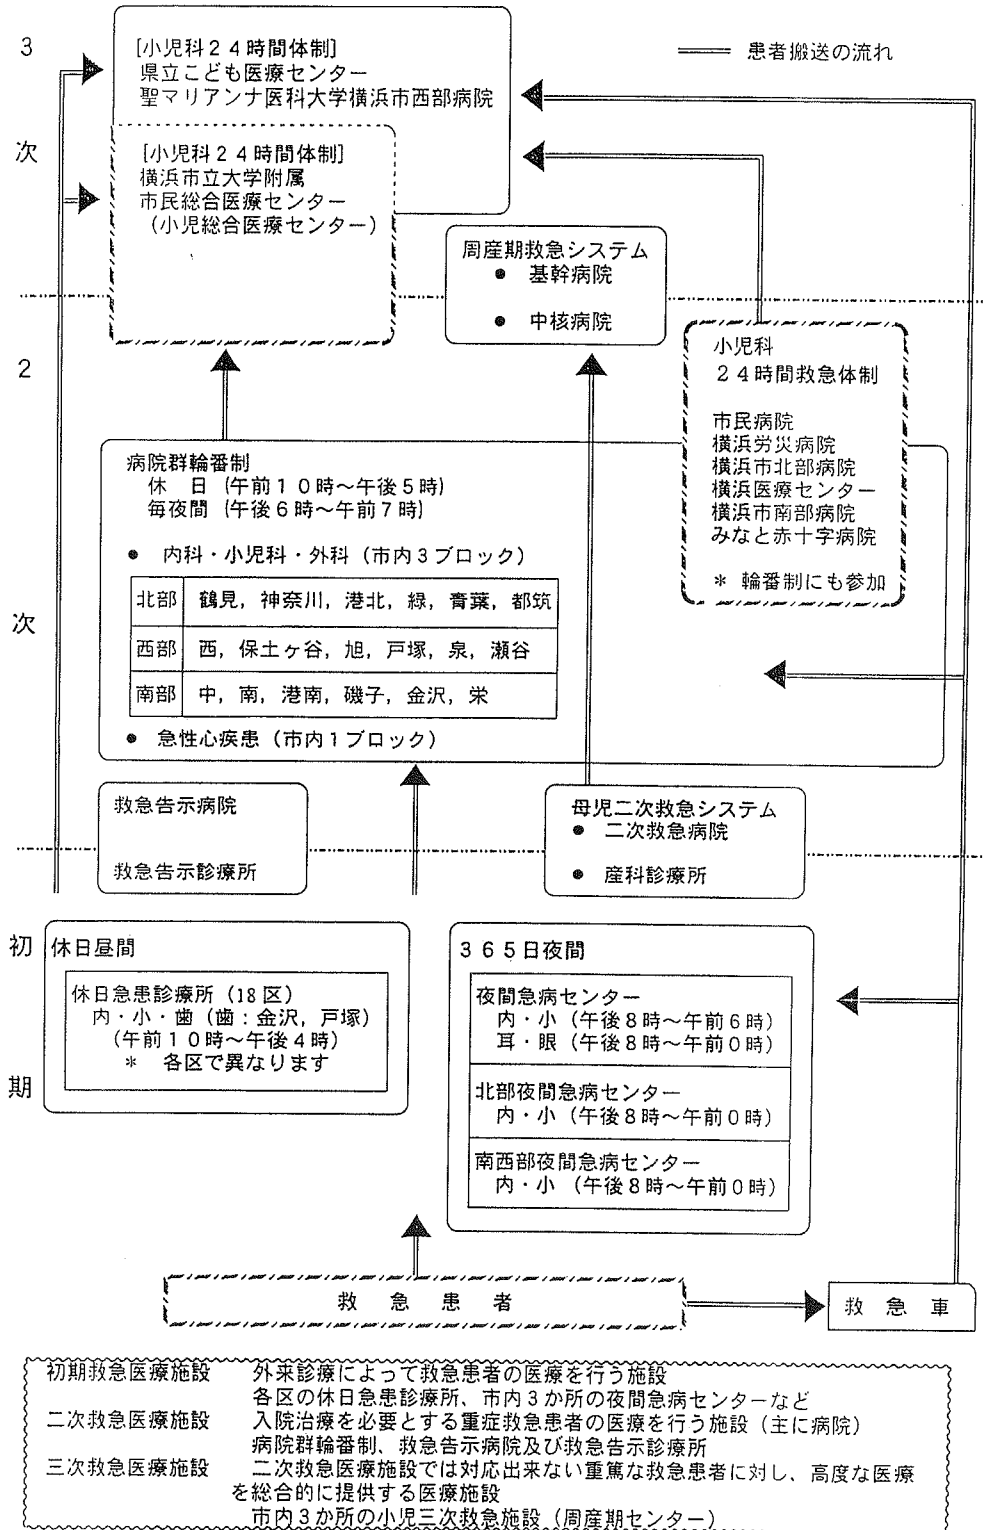 3
次
[小児科２４時間体制]
県立こども医療センター
聖マリアンナ医科大学横浜市西部病院
患者搬送の流れ
[小児科２４時間体制]
横浜市立大学附属
市民総合医療センター
(小児総合医療センター)
周産期救急システム
● 基幹病院
● 中核病院
2
次
小児科
２４時間救急体制
市民病院
横浜労災病院
横浜市北部病院
横浜医療センター
横浜市南部病院
みなと赤十字病院
* 輪番制にも参加
病院群輪番制
休　日 (午前１０時～午後５時)
毎夜間 (午後６時～午前７時)
● 内科・小児科・外科（市内３ブロック）
北部 鶴見，神奈川，港北，緑，青葉，都筑
西部 西，保土ヶ谷，旭，戸塚，泉，瀬谷
南部 中，南，港南，磯子，金沢，栄
● 急性心疾患（市内１ブロック）
救急告示病院
救急告示診療所
母児二次救急システム
● 二次救急病院
● 産科診療所
初
期
休日昼間
休日急患診療所（18区）
内・小・歯（歯：金沢，戸塚）
(午前１０時～午後４時)
* 各区で異なります
３６５日夜間
夜間急病センター
内・小（午後８時～午前６時）
耳・眼（午後８時～午前０時）
北部夜間急病センター
内・小（午後８時～午前０時）
南西部夜間急病センター
内・小（午後８時～午前０時）
救　急　患　者
救　急　車
初期救急医療施設　外来診療によって救急患者の医療を行う施設
各区の休日急患診療所、市内３か所の夜間急病センターなど
二次救急医療施設　入院治療を必要とする重症救急患者の医療を行う施設（主に病院）
病院群輪番制、救急告示病院及び救急告示診療所
三次救急医療施設　二次救急医療施設では対応出来ない重篤な救急患者に対し、高度な医療
を総合的に提供する医療施設
市内３か所の小児三次救急施設（周産期センター）